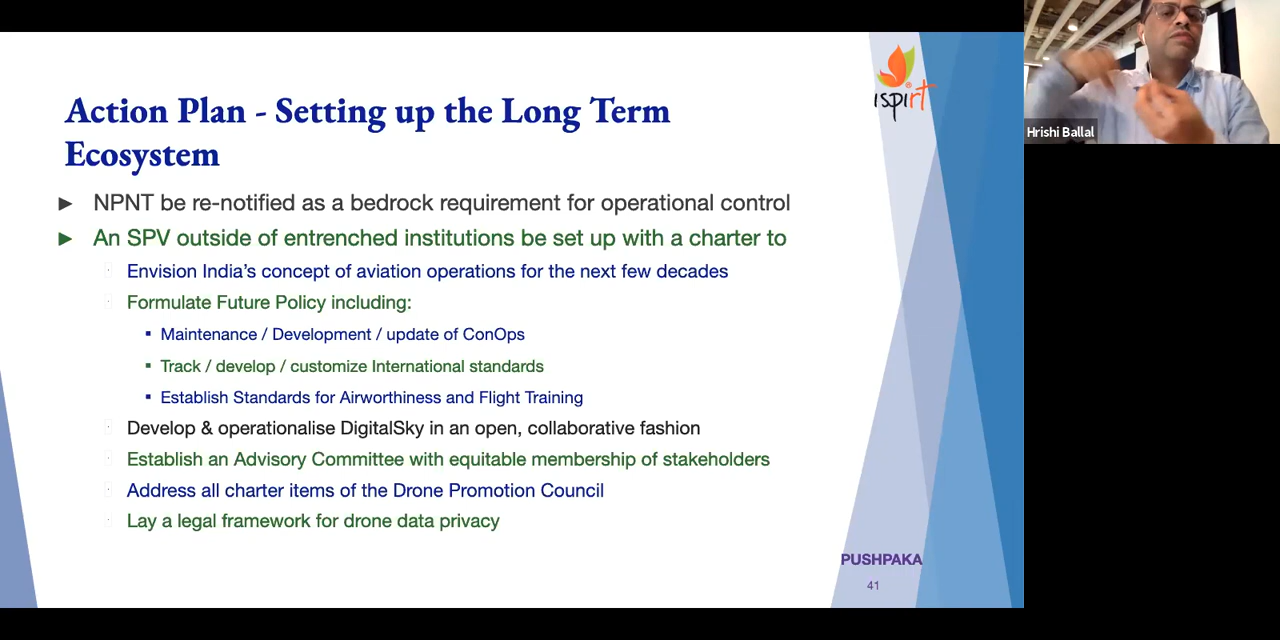 Action Plan - Setting up the Long Term
Ecosystem
► NPNT be re-notified as a bedrock requirement for operational control
► An SPV outside of entrenched institutions be set up with a charter to
Envision India's concept of aviation operations for the next few decades
Formulate Future Policy including:
▪ Maintenance / Development / update of ConOps
▪ Track / develop / customize International standards
▪ Establish Standards for Airworthiness and Flight Training
Develop & operationalise DigitalSky in an open, collaborative fashion
Establish an Advisory Committee with equitable membership of stakeholders
Address all charter items of the Drone Promotion Council
Lay a legal framework for drone data privacy
ispirt
PUSHPAKA
41
Hrishi Ballal